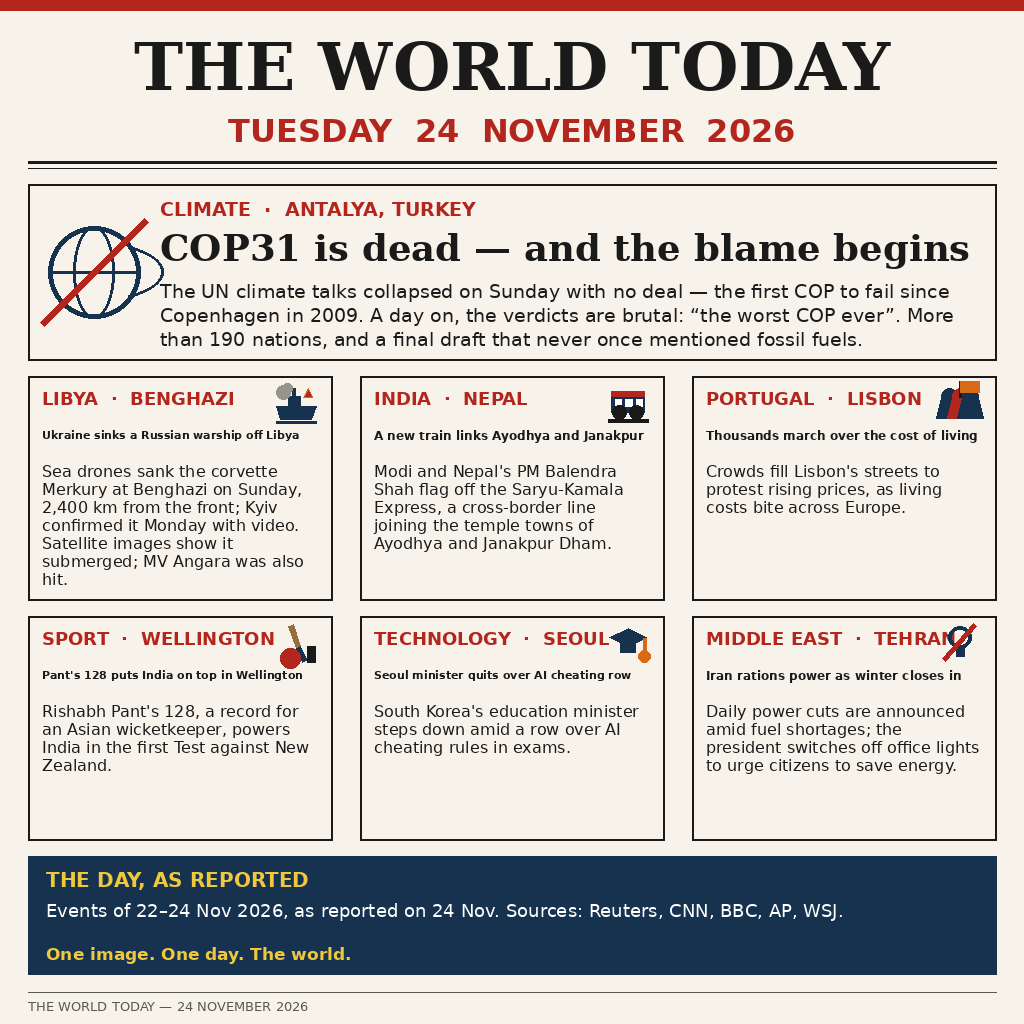 THE WORLD TODAY
TUESDAY 24 NOVEMBER 2026
CLIMATE · ANTALYA, TURKEY
COP31 is dead — and the blame begins
The UN climate talks collapsed on Sunday with no deal — the first COP to fail since
Copenhagen in 2009. A day on, the verdicts are brutal: “the worst COP ever”. More
than 190 nations, and a final draft that never once mentioned fossil fuels.
LIBYA · BENGHAZI
Ukraine sinks a Russian warship off Libya
Sea drones sank the corvette
Merkury at Benghazi on Sunday,
2,400 km from the front; Kyiv
confirmed it Monday with video.
Satellite images show it
submerged; MV Angara was also
hit.
INDIA · NEPAL
A new train links Ayodhya and Janakpur
Modi and Nepal's PM Balendra
Shah flag off the Saryu-Kamala
Express, a cross-border line
joining the temple towns of
Ayodhya and Janakpur Dham.
PORTUGAL · LISBON
Thousands march over the cost of living
Crowds fill Lisbon's streets to
protest rising prices, as living
costs bite across Europe.
SPORT · WELLINGTON
Pant's 128 puts India on top in Wellington
Rishabh Pant's 128, a record for
an Asian wicketkeeper, powers
India in the first Test against New
Zealand.
TECHNOLOGY · SEOUL
Seoul minister quits over AI cheating row
South Korea's education minister
steps down amid a row over AI
cheating rules in exams.
MIDDLE EAST · TEHRAN
Iran rations power as winter closes in
Daily power cuts are announced
amid fuel shortages; the
president switches off office lights
to urge citizens to save energy.
THE DAY, AS REPORTED
Events of 22–24 Nov 2026, as reported on 24 Nov. Sources: Reuters, CNN, BBC, AP, WSJ.
One image. One day. The world.
THE WORLD TODAY — 24 NOVEMBER 2026